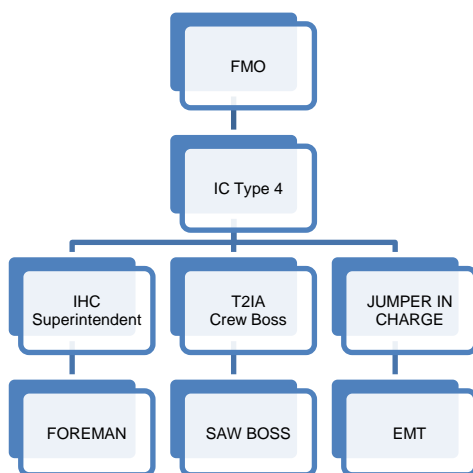 FMO
IC Type 4
IHC
Superintendent
T2IA
Crew Boss
JUMPER IN
CHARGE
FOREMAN
SAW BOSS
EMT